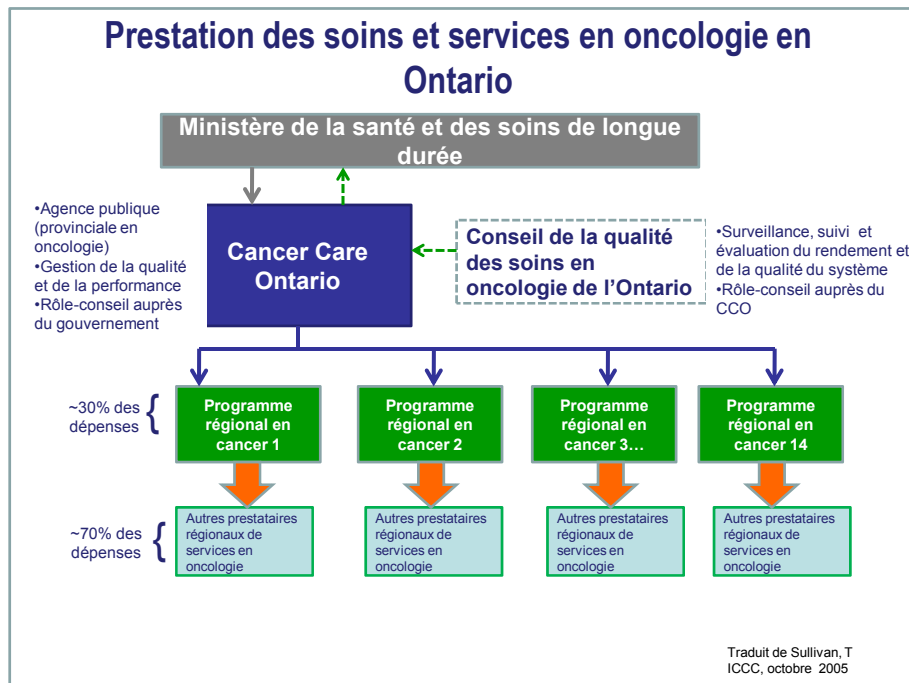 Prestation des soins et services en oncologie en
Ontario
Ministère de la santé et des soins de longue
durée
•Agence publique
(provinciale en
oncologie)
•Gestion de la qualité
et de la performance
•Rôle-conseil auprès
du gouvernement
Cancer Care
Ontario
Conseil de la qualité
des soins en
oncologie de l’Ontario
•Surveillance, suivi et
évaluation du rendement et
de la qualité du système
•Rôle-conseil auprès du
CCO
~30% des
dépenses
{
Programme
régional en
cancer 1
Programme
régional en
cancer 2
Programme
régional en
cancer 3…
Programme
régional en
cancer 14
~70% des
dépenses
{
Autres prestataires
régionaux de
services en
oncologie
Autres prestataires
régionaux de
services en
oncologie
Autres prestataires
régionaux de
services en
oncologie
Autres prestataires
régionaux de
services en
oncologie
Traduit de Sullivan, T
ICCC, octobre 2005